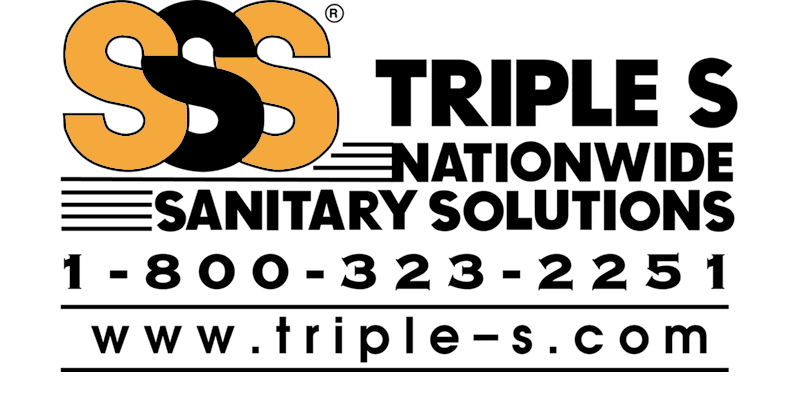 SSS®
TRIPLE S
NATIONWIDE
SANITARY SOLUTIONS
1-800-323-2251
www.triple-s.com